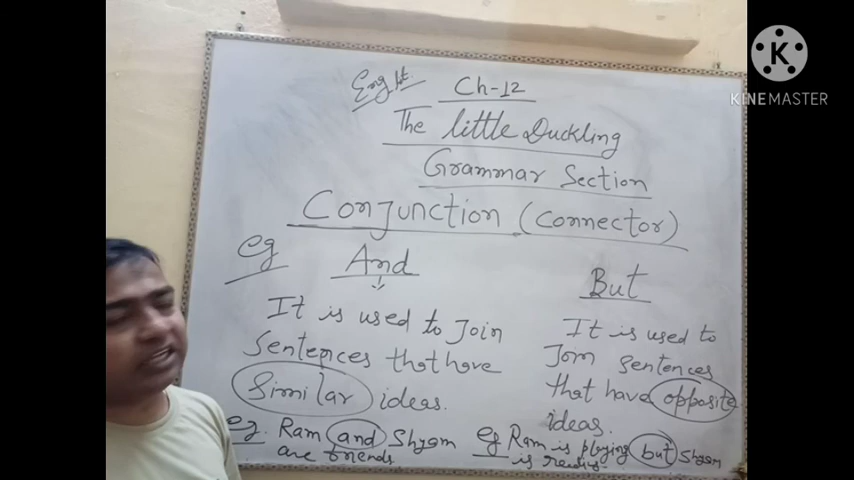 Eng Ist.
Ch-12
The little Duckling
Grammar Section
Conjunction (Connector)
eg
And
It is used to Join
Sentences that have
Similar ideas.
eg. Ram and Shyam
are friends
But
It is used to
Join sentences
that have opposite
ideas.
eg Ram is playing but Shyam
is reading.
K
KINEMASTER